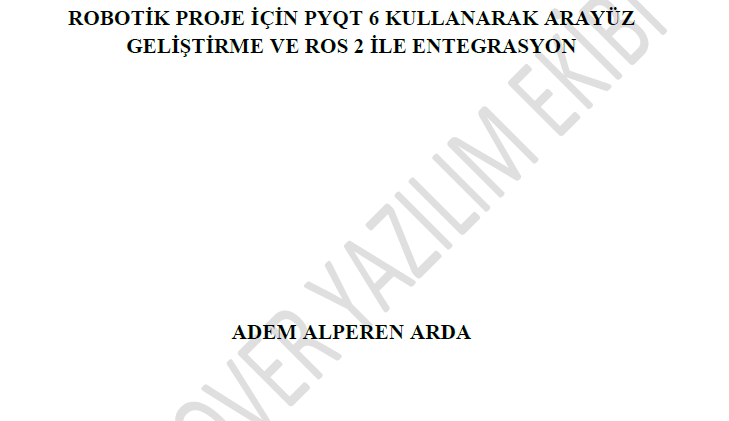 ROBOTİK PROJE İÇİN PYQT 6 KULLANARAK ARAYÜZ
GELİŞTİRME VE ROS 2 İLE ENTEGRASYON
OVER YAZILIM EKİBİ
ADEM ALPEREN ARDA